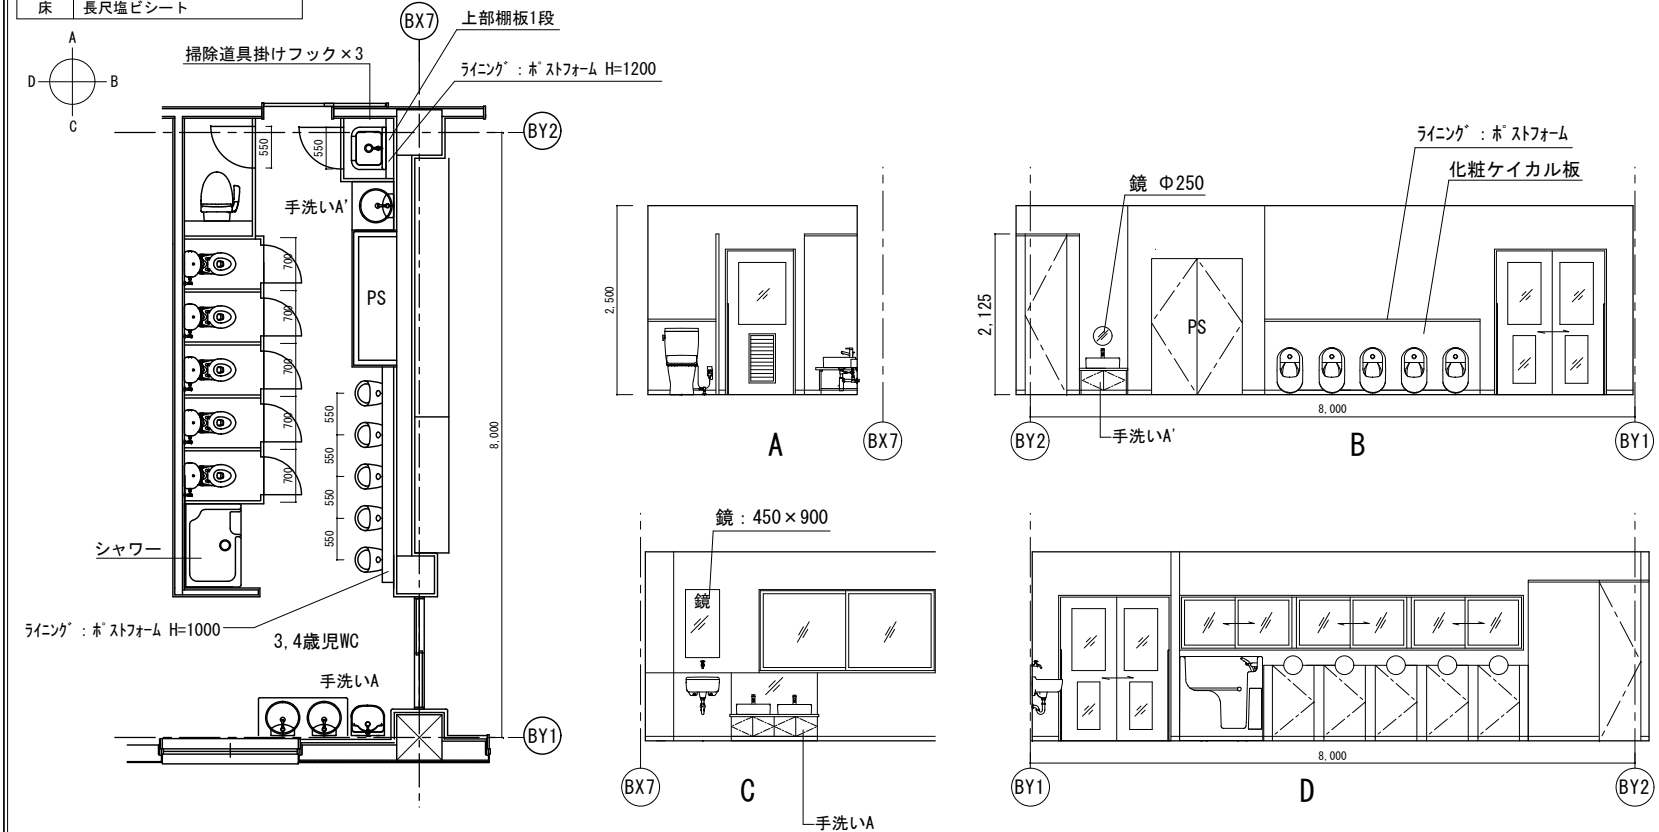 床 長尺塩ビシート
A
D B
C
BX7
上部棚板1段
掃除道具掛けフック×3
ﾗｲﾆﾝｸﾞ：ﾎﾟｽﾄﾌｫｰﾑ H=1200
BY2
550
550
手洗いA'
700
700
700
700
700
PS
550
550
550
550
8,000
シャワー
ﾗｲﾆﾝｸﾞ：ﾎﾟｽﾄﾌｫｰﾑ H=1000
3,4歳児WC
手洗いA
BY1
2,500
A
BX7
ﾗｲﾆﾝｸﾞ：ﾎﾟｽﾄﾌｫｰﾑ
化粧ケイカル板
鏡 Φ250
2,125
PS
8,000
BY2
手洗いA'
B
BY1
鏡：450×900
鏡
BX7
C
手洗いA
8,000
BY1
D
BY2